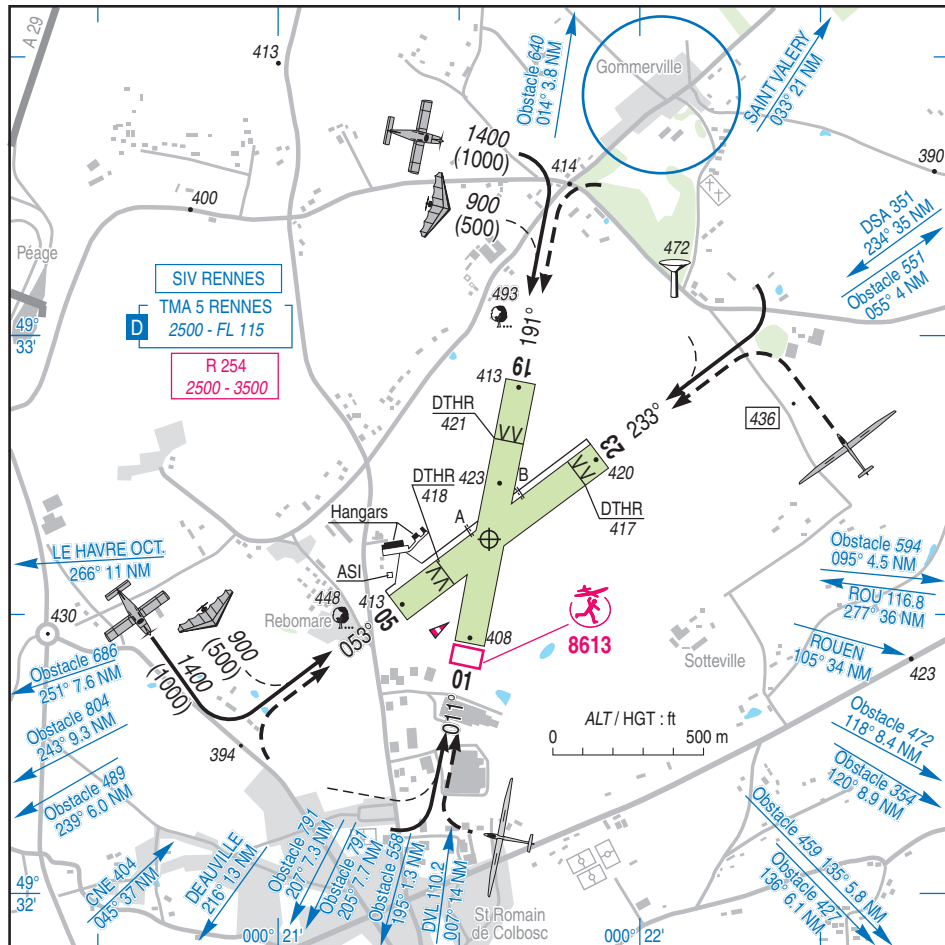 A 29
413
Obstacle 640
014° 3.8 NM
Gommerville
SAINT VALERY
033° 21 NM
1400
(1000)
414
390
900
(500)
400
Péage
472
DSA 351
234° 35 NM
Obstacle 551
055° 4 NM
SIV RENNES
D
TMA 5 RENNES
2500 - FL 115
R 254
2500 - 3500
49°
33'
493
191°
19
413
DTHR
421
233°
23
436
420
423
B
DTHR
418
DTHR
417
Hangars
A
ASI
LE HAVRE OCT.
266° 11 NM
Obstacle 594
095° 4.5 NM
ROU 116.8
277° 36 NM
430
448
Rebomare
413
05
053°
900
(500)
1400
(1000)
408
8613
01
011°
Sotteville
ROUEN
105° 34 NM
423
Obstacle 686
251° 7.6 NM
Obstacle 804
243° 9.3 NM
Obstacle 489
239° 6.0 NM
394
ALT / HGT : ft
0 500 m
Obstacle 472
118° 8.4 NM
Obstacle 354
120° 8.9 NM
Obstacle 459 135° 5.8 NM
Obstacle 427
136° 6.1 NM
CNE 404
045° 37 NM
DEAUVILLE
216° 13 NM
Obstacle 791
207° 7.3 NM
Obstacle 791
205° 7.7 NM
Obstacle 558
195° 1.3 NM
DVL 110.2
007° 14 NM
St Romain
de Colbosc
49°
32'
000° 21'
000° 22'